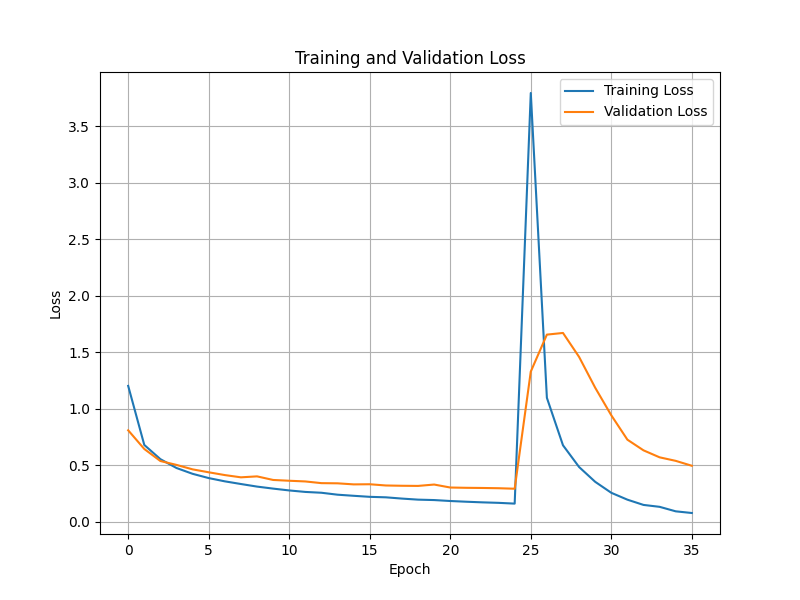 Training and Validation Loss
Training Loss
Validation Loss
3.5
3.0
2.5
2.0
1.5
1.0
0.5
0.0
Loss
0 5 10 15 20 25 30 35
Epoch